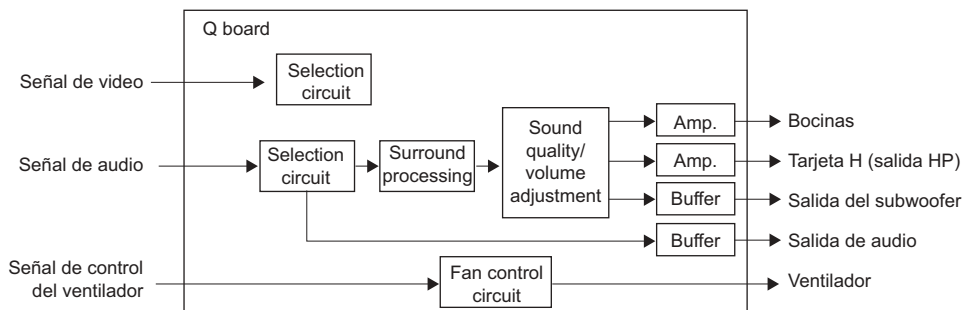 Q board
Señal de video
Selection
circuit
Señal de audio
Selection
circuit
Surround
processing
Sound
quality/
volume
adjustment
Amp.
Bocinas
Amp.
Tarjeta H (salida HP)
Buffer
Salida del subwoofer
Buffer
Salida de audio
Señal de control
del ventilador
Fan control
circuit
Ventilador